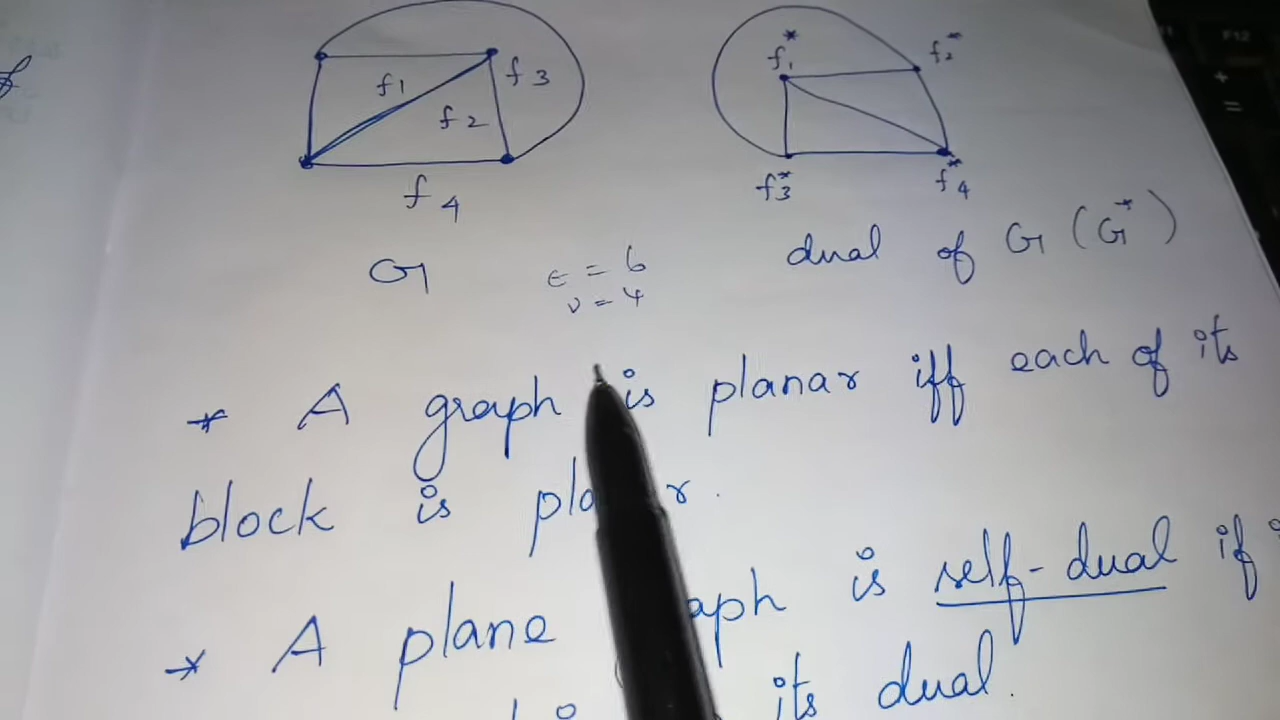 f1 f3
f2
f4
f1* f2*
f3* f4*
G
ε = 6
ν = 4
dual of G (G*)
* A graph is planar iff each of its
block is
* A plane is self-dual if
its dual.
F12
+
=